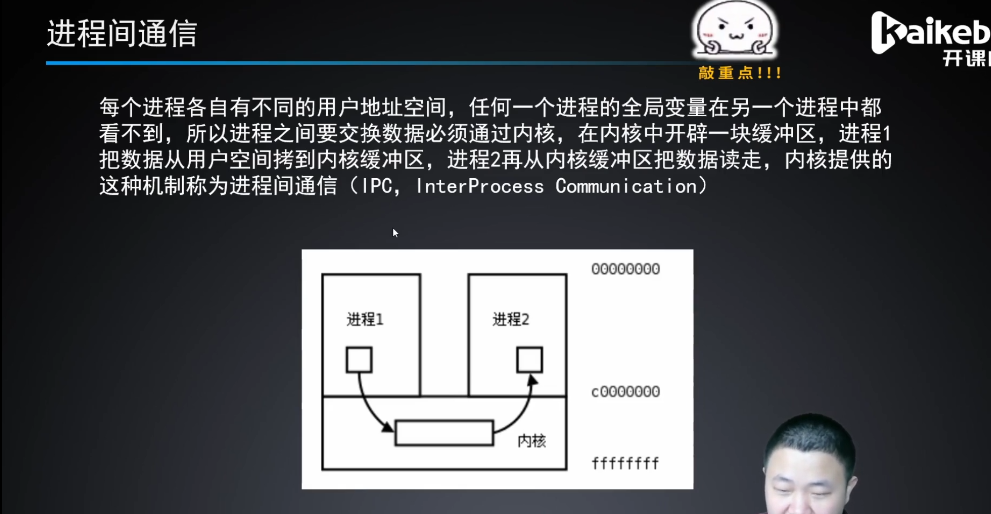 进程间通信
敲重点!!!
Kaikeb
开课
每个进程各自有不同的用户地址空间，任何一个进程的全局变量在另一个进程中都
看不到，所以进程之间要交换数据必须通过内核，在内核中开辟一块缓冲区，进程1
把数据从用户空间拷到内核缓冲区，进程2再从内核缓冲区把数据读走，内核提供的
这种机制称为进程间通信（IPC，InterProcess Communication）
00000000
进程1
进程2
c0000000
内核
ffffffff